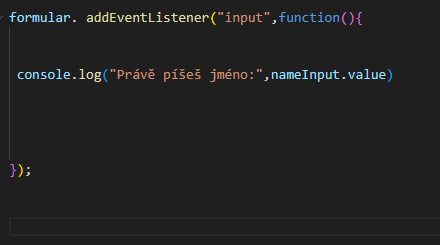 formular. addEventListener("input",function(){
console.log("Právě píšeš jméno:",nameInput.value)
});